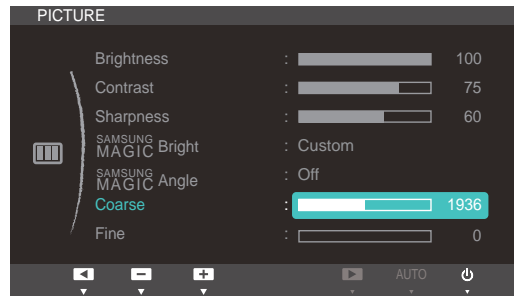 PICTURE
Brightness : 100
Contrast : 75
Sharpness : 60
SAMSUNG MAGIC Bright : Custom
SAMSUNG MAGIC Angle : Off
Coarse : 1936
Fine : 0
AUTO